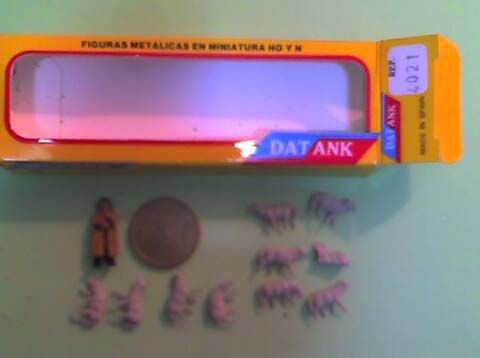 FIGURAS METALICAS EN MINIATURA HO Y N
REF.
4021
DATANK
DATANK
MADE IN SPAIN